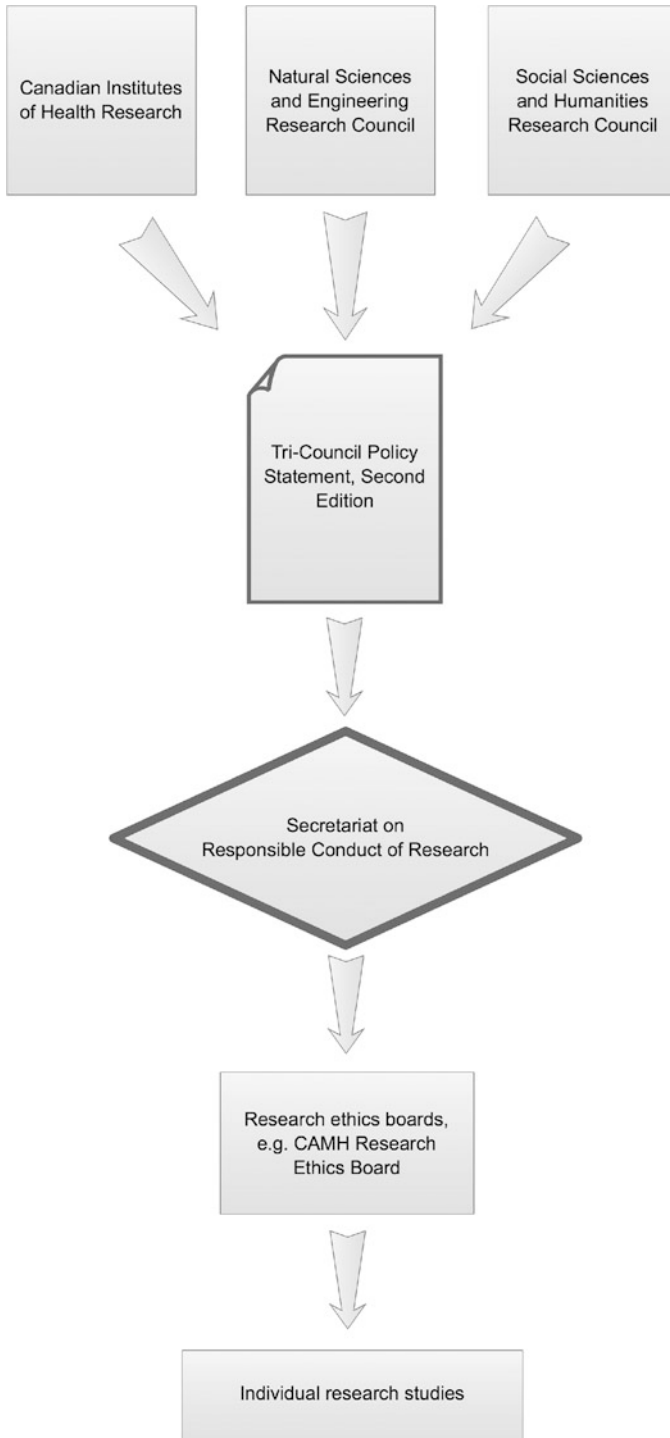 Canadian Institutes
of Health Research
Natural Sciences
and Engineering
Research Council
Social Sciences
and Humanities
Research Council
Tri-Council Policy
Statement, Second
Edition
Secretariat on
Responsible Conduct of Research
Research ethics boards,
e.g. CAMH Research
Ethics Board
Individual research studies